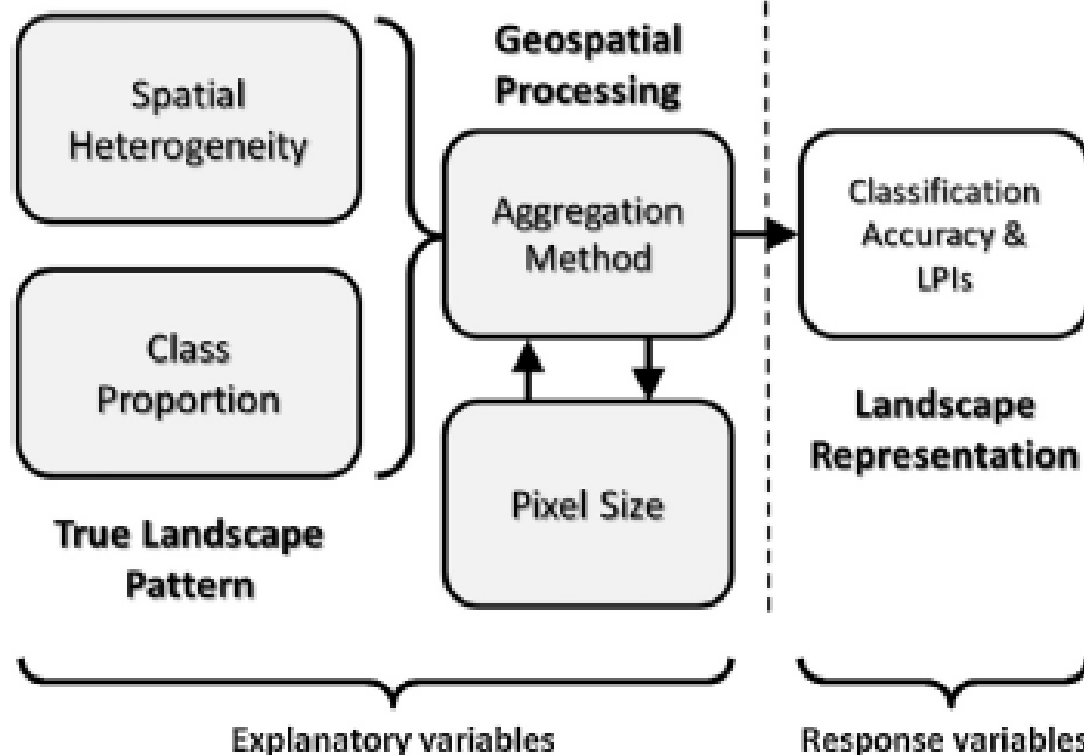 Spatial
Heterogeneity
Class
Proportion
True Landscape
Pattern
Geospatial
Processing
Aggregation
Method
Pixel Size
Classification
Accuracy &
LPIs
Landscape
Representation
Explanatory variables
Response variables